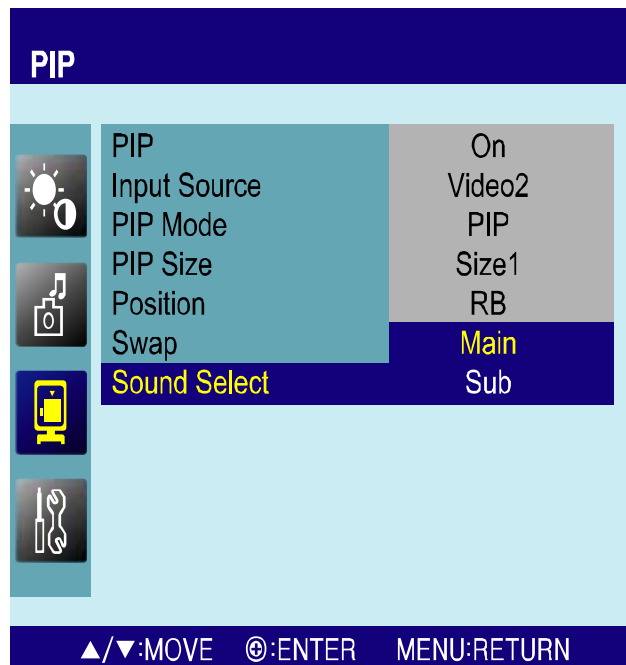 PIP
PIP On
Input Source Video2
PIP Mode PIP
PIP Size Size1
Position RB
Swap Main
Sound Select Sub
▲/▼:MOVE ⊕:ENTER MENU:RETURN